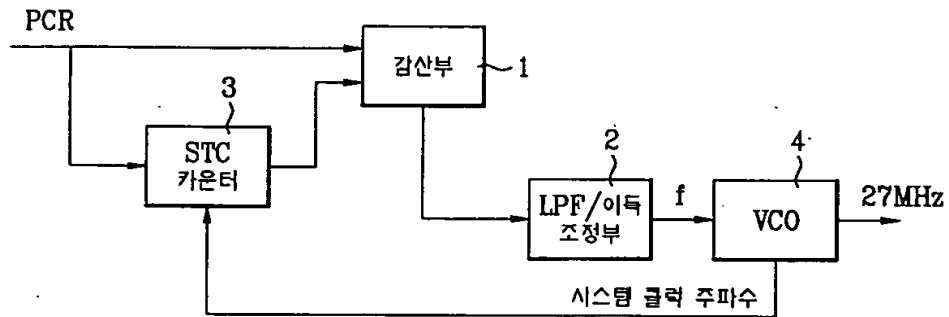 PCR
감산부
1
3
STC
카운터
2
LPF/이득
조정부
f
4
VCO
27MHz
시스템 클럭 주파수